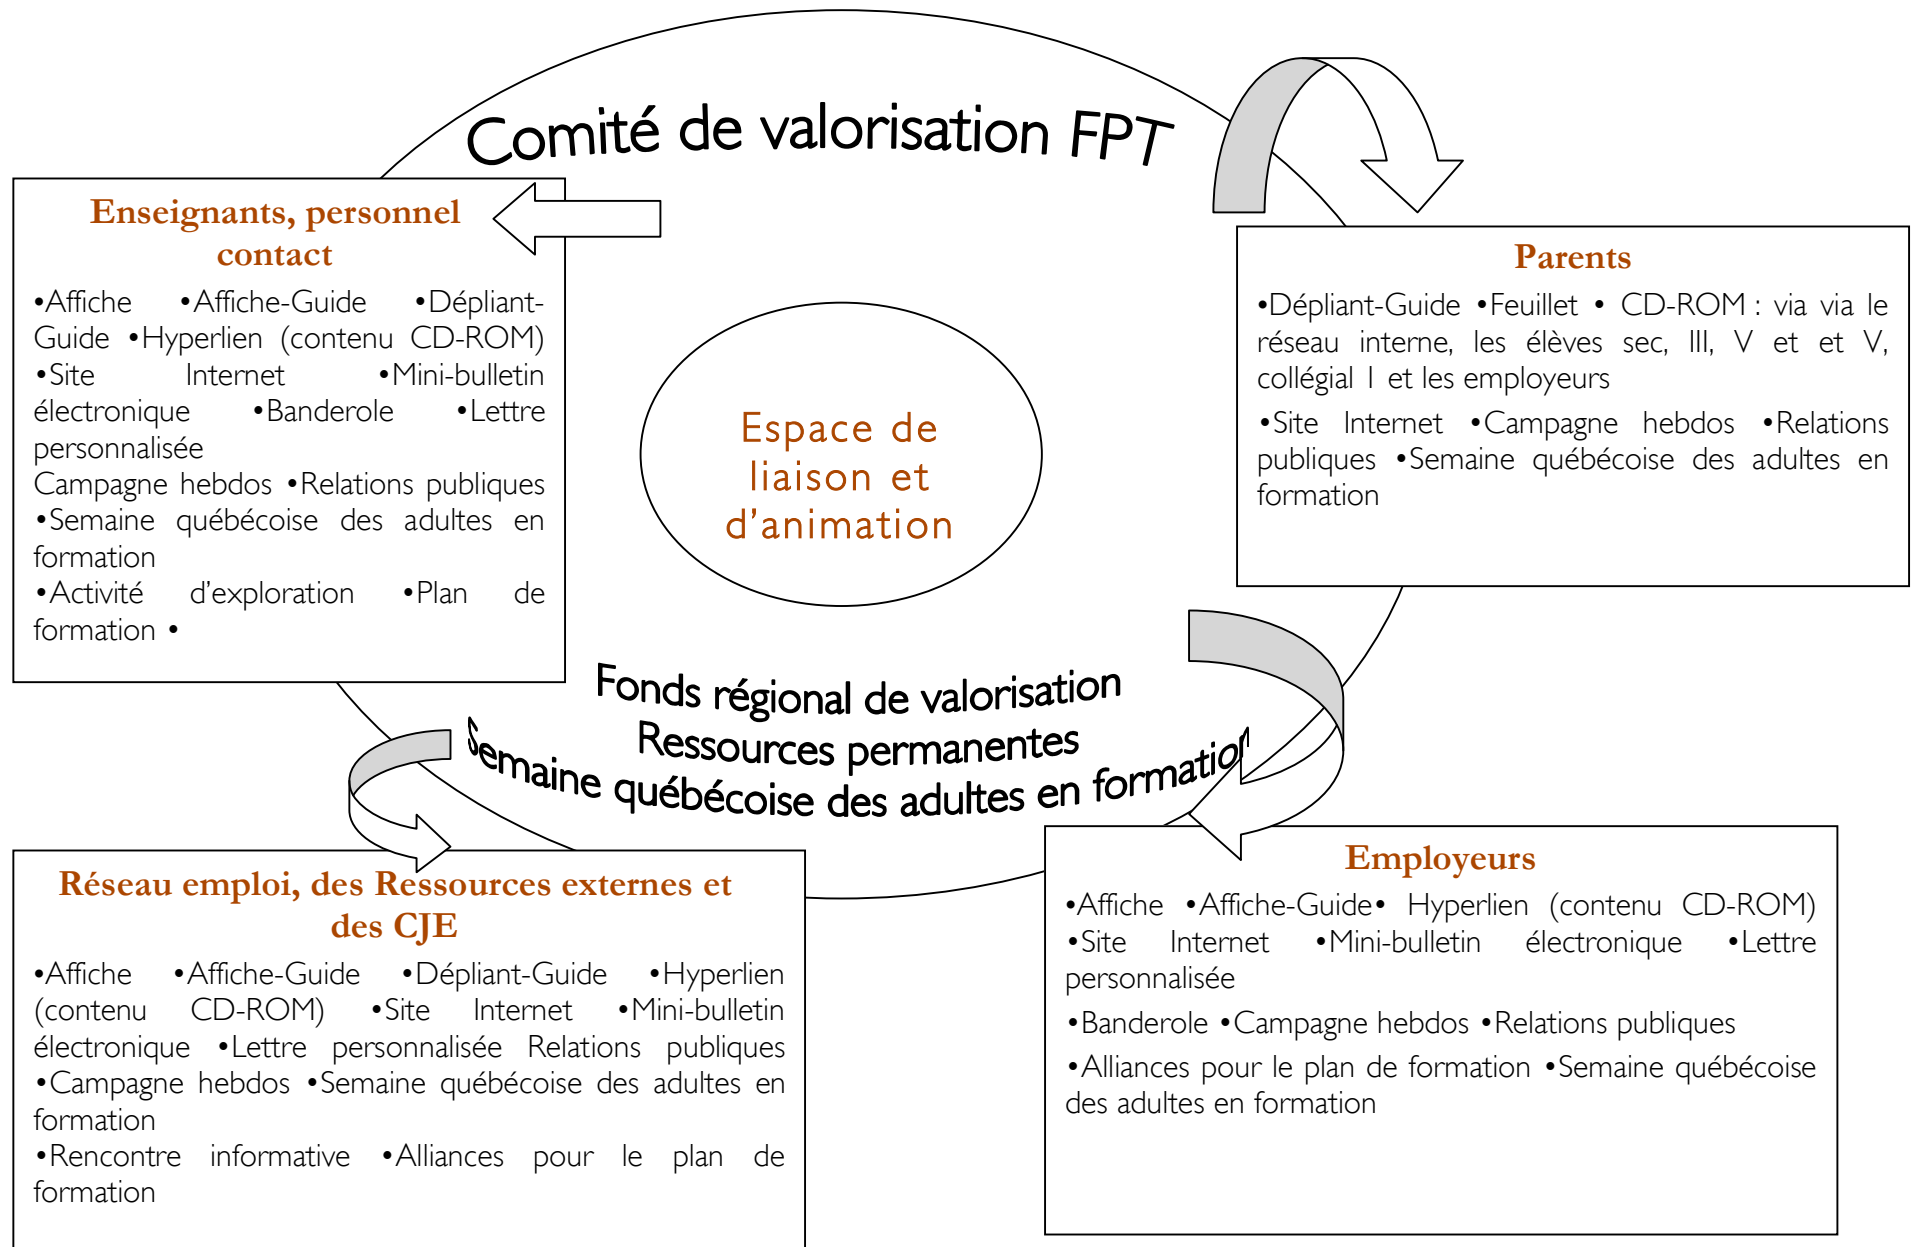 Comité de valorisation FPT
Enseignants, personnel
contact
•Affiche •Affiche-Guide •Dépliant-
Guide •Hyperlien (contenu CD-ROM)
•Site Internet •Mini-bulletin
électronique •Banderole •Lettre
personnalisée
Campagne hebdos •Relations publiques
•Semaine québécoise des adultes en
formation
•Activité d'exploration •Plan de
formation •
Parents
•Dépliant-Guide •Feuillet • CD-ROM : via via le
réseau interne, les élèves sec, III, V et et V,
collégial I et les employeurs
•Site Internet •Campagne hebdos •Relations
publiques •Semaine québécoise des adultes en
formation
Espace de
liaison et
d'animation
Fonds régional de valorisation
Ressources permanentes
Semaine québécoise des adultes en formation
Réseau emploi, des Ressources externes et
des CJE
•Affiche •Affiche-Guide •Dépliant-Guide •Hyperlien
(contenu CD-ROM) •Site Internet •Mini-bulletin
électronique •Lettre personnalisée Relations publiques
•Campagne hebdos •Semaine québécoise des adultes en
formation
•Rencontre informative •Alliances pour le plan de
formation
Employeurs
•Affiche •Affiche-Guide• Hyperlien (contenu CD-ROM)
•Site Internet •Mini-bulletin électronique •Lettre
personnalisée
•Banderole •Campagne hebdos •Relations publiques
•Alliances pour le plan de formation •Semaine québécoise
des adultes en formation